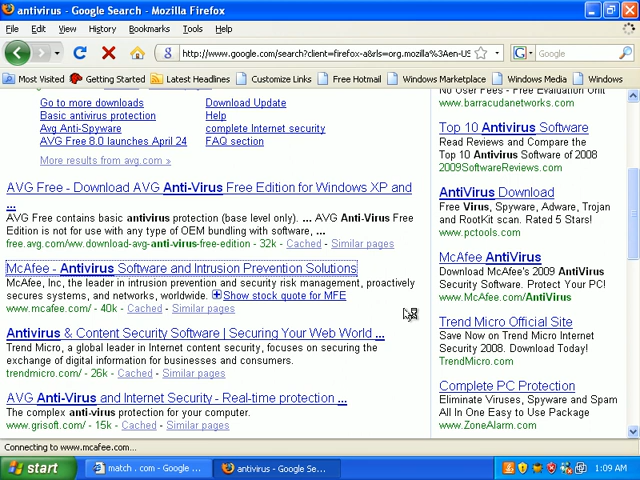 antivirus - Google Search - Mozilla Firefox
File Edit View History Bookmarks Tools Help
http://www.google.com/search?client=firefox-a&rls=org.mozilla%3Aen-US
Google
Most Visited Getting Started Latest Headlines Customize Links Free Hotmail Windows Marketplace Windows Media Windows
Go to more downloads Download Update
Basic antivirus protection Help
Avg Anti-Spyware complete Internet security
AVG Free 8.0 launches April 24 FAQ section
More results from avg.com »
AVG Free - Download AVG Anti-Virus Free Edition for Windows XP and
...
AVG Free contains basic antivirus protection (base level only). ... AVG Anti-Virus Free
Edition is not for use with any type of OEM bundling with software, ...
free.avg.com/ww.download-avg-anti-virus-free-edition - 32k - Cached - Similar pages
McAfee - Antivirus Software and Intrusion Prevention Solutions
McAfee, Inc, the leader in intrusion prevention and security risk management, proactively
secures systems, and networks, worldwide. Show stock quote for MFE
www.mcafee.com/ - 40k - Cached - Similar pages
Antivirus & Content Security Software | Securing Your Web World ...
Trend Micro, a global leader in Internet content security, focuses on securing the
exchange of digital information for businesses and consumers.
trendmicro.com/ - 26k - Cached - Similar pages
AVG Anti-Virus and Internet Security - Real-time protection ...
The complex anti-virus protection for your computer.
www.grisoft.com/ - 15k - Cached - Similar pages
No User Fees - Free Evaluation Unit
www.barracudanetworks.com
Top 10 Antivirus Software
Read Reviews and Compare the
Top 10 Antivirus Software of 2008
2009SoftwareReviews.com
AntiVirus Download
Free Virus, Spyware, Adware, Trojan
and RootKit scan. Rated 5 Stars!
www.pctools.com
McAfee AntiVirus
Download McAfee's 2009 AntiVirus
Security Software. Protect Your PC!
www.McAfee.com/AntiVirus
Trend Micro Official Site
Save Now on Trend Micro Internet
Security 2008. Download Today!
TrendMicro.com
Complete PC Protection
Eliminate Viruses, Spyware and Spam
All In One Easy to Use Package
www.ZoneAlarm.com
Connecting to www.mcafee.com...
start match . com - Google ... antivirus - Google Se... 1:09 AM